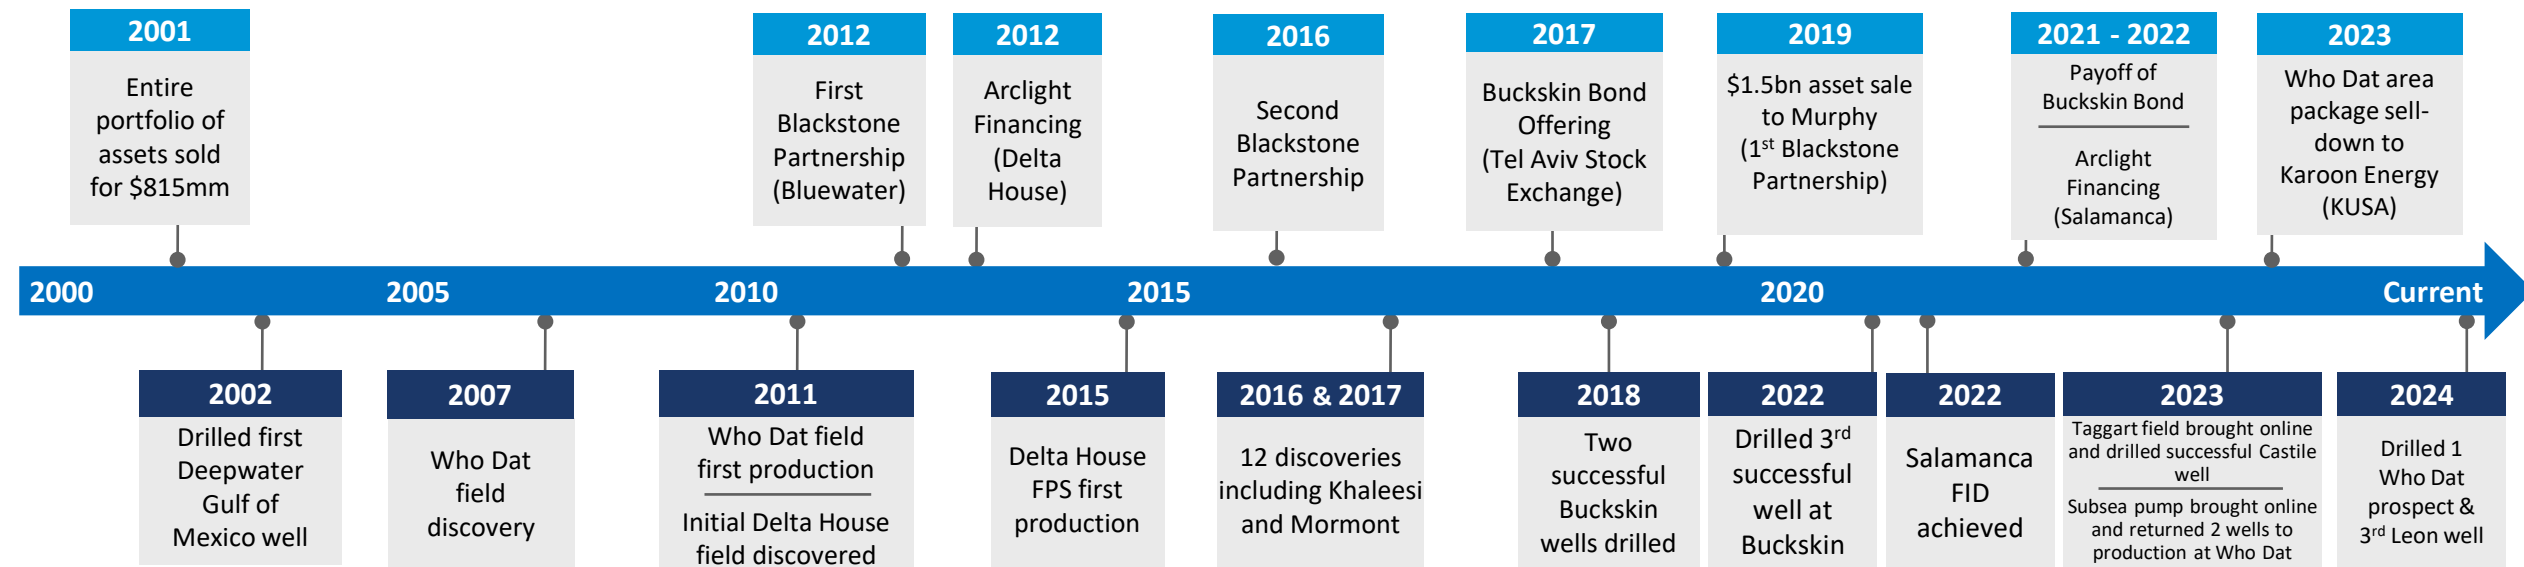 2001
Entire
portfolio of
assets sold
for $815mm
2012
First
Blackstone
Partnership
(Bluewater)
2012
Arclight
Financing
(Delta
House)
2016
Second
Blackstone
Partnership
2017
Buckskin Bond
Offering
(Tel Aviv Stock
Exchange)
2019
$1.5bn asset sale
to Murphy
(1st Blackstone
Partnership)
2021 - 2022
Payoff of
Buckskin Bond
Arclight
Financing
(Salamanca)
2023
Who Dat area
package sell-
down to
Karoon Energy
(KUSA)
2000 2005 2010 2015 2020 Current
2002
Drilled first
Deepwater
Gulf of
Mexico well
2007
Who Dat
field
discovery
2011
Who Dat field
first production
Initial Delta House
field discovered
2015
Delta House
FPS first
production
2016 & 2017
12 discoveries
including Khaleesi
and Mormont
2018
Two
successful
Buckskin
wells drilled
2022
Drilled 3rd
successful
well at
Buckskin
2022
Salamanca
FID
achieved
2023
Taggart field brought online
and drilled successful Castile
well
Subsea pump brought online
and returned 2 wells to
production at Who Dat
2024
Drilled 1
Who Dat
prospect &
3rd Leon well